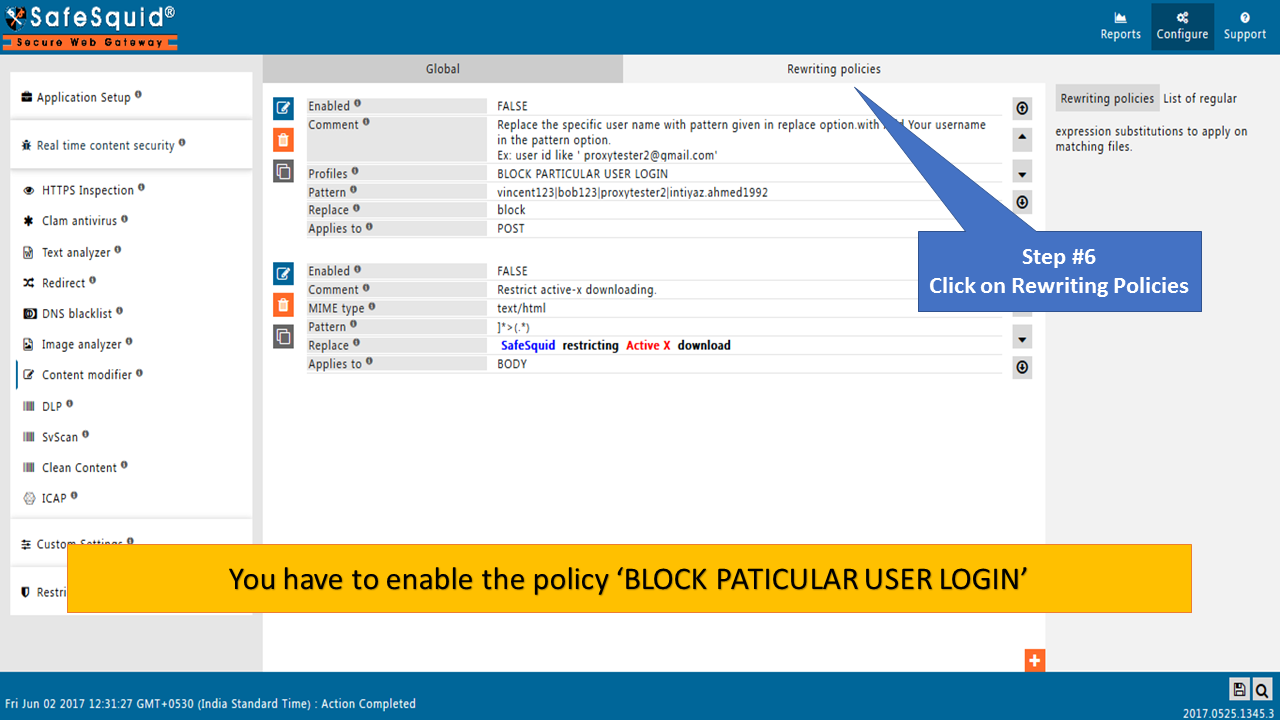 SafeSquid®
Secure Web Gateway
Reports
Configure
Support
Application Setup
Real time content security
HTTPS Inspection
Clam antivirus
Text analyzer
Redirect
DNS blacklist
Image analyzer
Content modifier
DLP
SvScan
Clean Content
ICAP
Custom Settings
Restri
Global
Rewriting policies
Enabled FALSE
Comment Replace the specific user name with pattern given in replace option.with Your username
in the pattern option.
Ex: user id like ' proxytester2@gmail.com'
Profiles BLOCK PARTICULAR USER LOGIN
Pattern vincent123|bob123|proxytester2|intiyaz.ahmed1992
Replace block
Applies to POST
Enabled FALSE
Comment Restrict active-x downloading.
MIME type text/html
Pattern ]*>(.*)
Replace SafeSquid restricting Active X download
Applies to BODY
Rewriting policies List of regular
expression substitutions to apply on
matching files.
Step #6
Click on Rewriting Policies
You have to enable the policy ‘BLOCK PATICULAR USER LOGIN’
Fri Jun 02 2017 12:31:27 GMT+0530 (India Standard Time) : Action Completed
2017.0525.1345.3